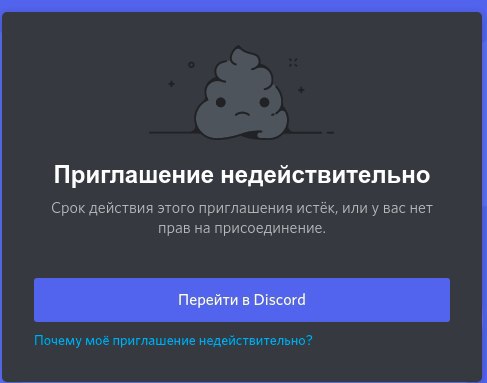 Приглашение недействительно
Срок действия этого приглашения истёк, или у вас нет
прав на присоединение.
Перейти в Discord
Почему моё приглашение недействительно?